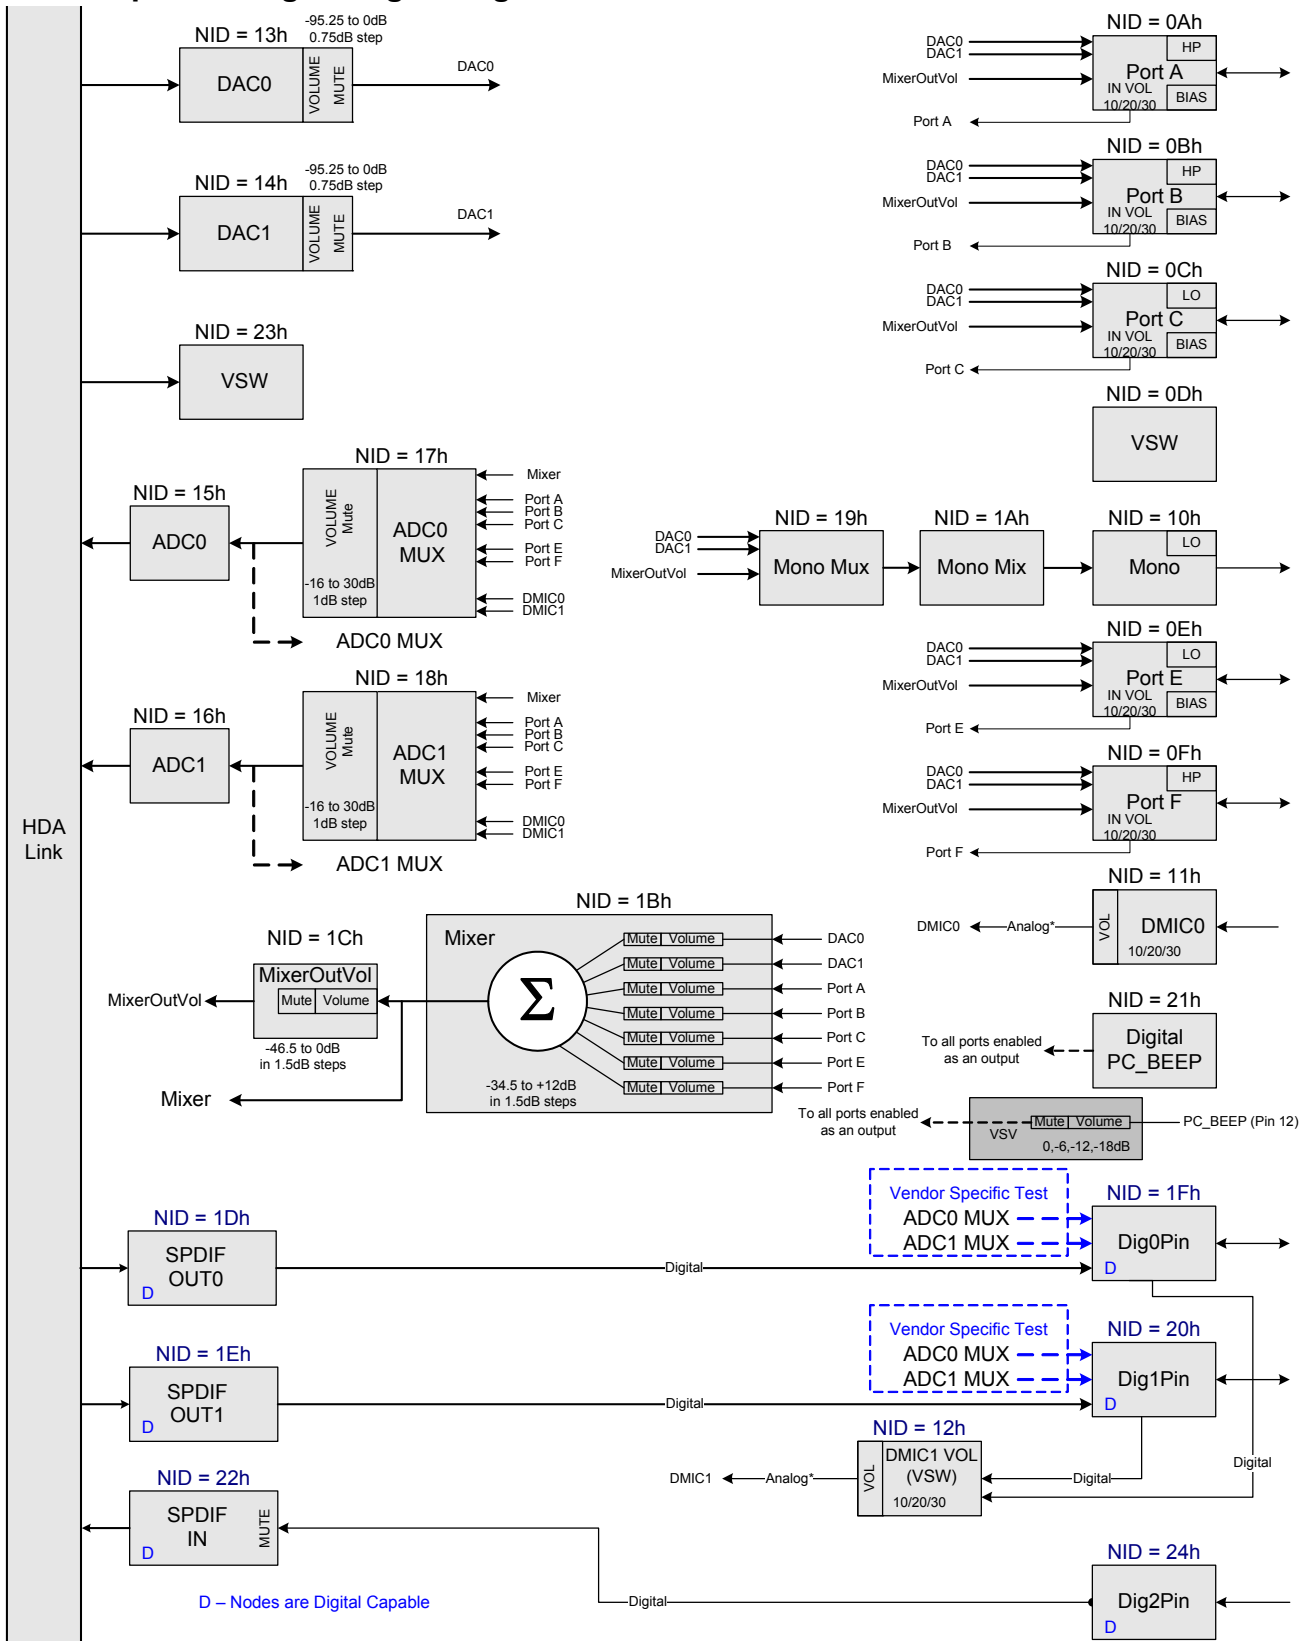 HDA
Link
NID = 13h
-95.25 to 0dB
0.75dB step
DAC0
VOLUME
MUTE
DAC0
NID = 14h
-95.25 to 0dB
0.75dB step
DAC1
VOLUME
MUTE
DAC1
NID = 23h
VSW
NID = 17h
NID = 15h
ADC0
VOLUME
Mute
-16 to 30dB
1dB step
ADC0
MUX
Mixer
Port A
Port B
Port C
Port E
Port F
DMIC0
DMIC1
ADC0 MUX
NID = 18h
NID = 16h
ADC1
VOLUME
Mute
-16 to 30dB
1dB step
ADC1
MUX
Mixer
Port A
Port B
Port C
Port E
Port F
DMIC0
DMIC1
ADC1 MUX
NID = 1Bh
Mixer
Σ
-34.5 to +12dB
in 1.5dB steps
Mute Volume DAC0
Mute Volume DAC1
Mute Volume Port A
Mute Volume Port B
Mute Volume Port C
Mute Volume Port E
Mute Volume Port F
NID = 1Ch
MixerOutVol
Mute Volume
-46.5 to 0dB
in 1.5dB steps
MixerOutVol
Mixer
NID = 0Ah
DAC0
DAC1
MixerOutVol
HP
Port A
IN VOL
10/20/30
BIAS
Port A
NID = 0Bh
DAC0
DAC1
MixerOutVol
HP
Port B
IN VOL
10/20/30
BIAS
Port B
NID = 0Ch
DAC0
DAC1
MixerOutVol
LO
Port C
IN VOL
10/20/30
BIAS
Port C
NID = 0Dh
VSW
NID = 19h
DAC0
DAC1
MixerOutVol
Mono Mux
NID = 1Ah
Mono Mix
NID = 10h
LO
Mono
NID = 0Eh
DAC0
DAC1
MixerOutVol
LO
Port E
IN VOL
10/20/30
BIAS
Port E
NID = 0Fh
DAC0
DAC1
MixerOutVol
HP
Port F
IN VOL
10/20/30
Port F
NID = 11h
DMIC0
Analog*
VOL
DMIC0
10/20/30
NID = 21h
To all ports enabled
as an output
Digital
PC_BEEP
To all ports enabled
as an output
VSV
Mute Volume
0,-6,-12,-18dB
PC_BEEP (Pin 12)
NID = 1Dh
SPDIF
OUT0
D
Digital
Vendor Specific Test
ADC0 MUX
ADC1 MUX
NID = 1Fh
Dig0Pin
D
NID = 1Eh
SPDIF
OUT1
D
Digital
Vendor Specific Test
ADC0 MUX
ADC1 MUX
NID = 20h
Dig1Pin
D
NID = 12h
DMIC1
Analog*
VOL
DMIC1 VOL
(VSW)
10/20/30
Digital
Digital
NID = 22h
SPDIF
IN
D
MUTE
Digital
NID = 24h
Dig2Pin
D
D – Nodes are Digital Capable